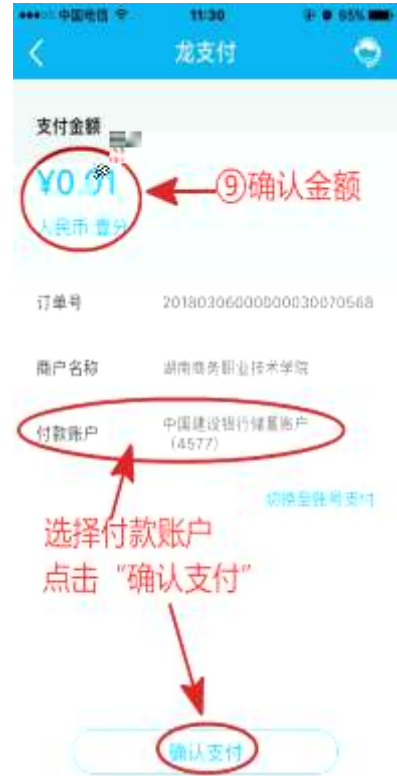 中国电信 11:30 65%
龙支付
支付金额
¥0.01
⑨确认金额
人民币 壹分
订单号 20180306000000030070568
商户名称 湖南商务职业技术学院
付款账户 中国建设银行储蓄账户
（4577）
切换至账号支付
选择付款账户
点击“确认支付”
确认支付